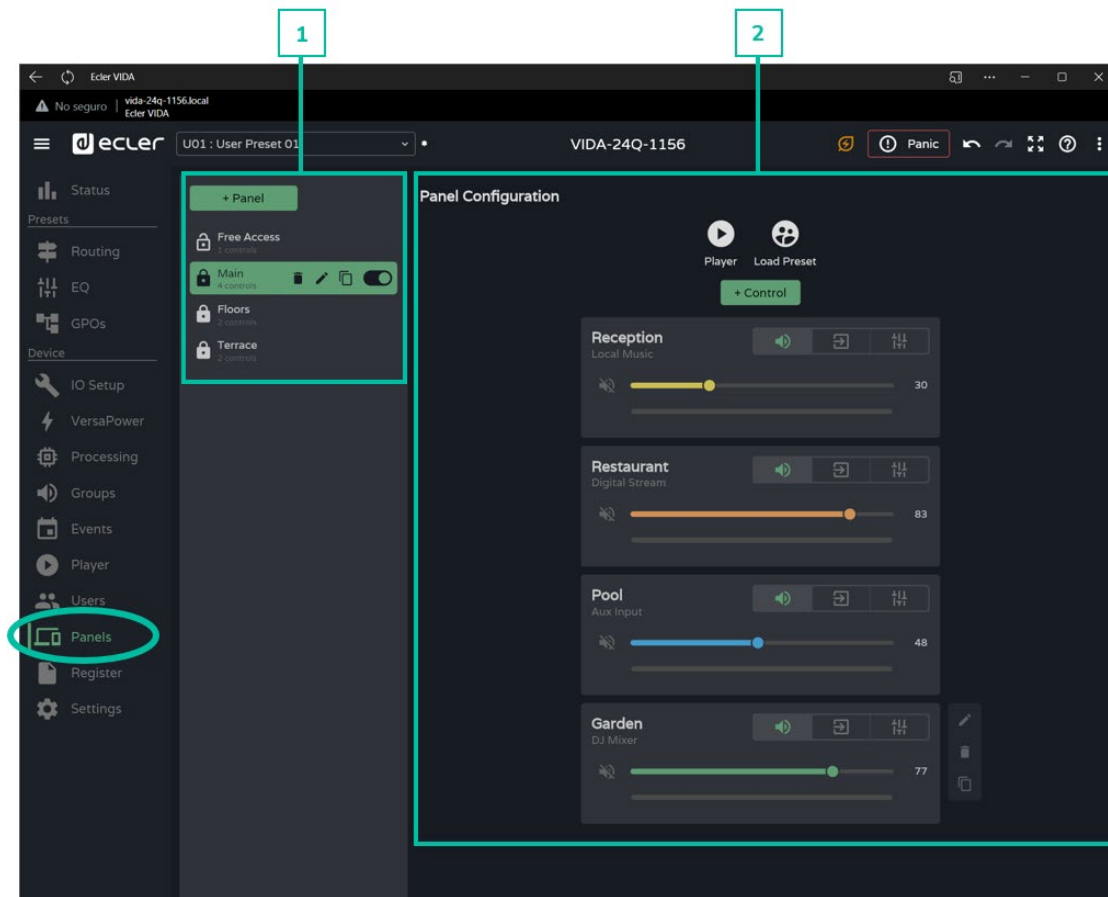 1
2
Ecler VIDA
No seguro
vida-24q-1156.local
Ecler VIDA
ecler
U01 : User Preset 01
VIDA-24Q-1156
Panic
Status
Presets
Routing
EQ
GPOs
Device
IO Setup
VersaPower
Processing
Groups
Events
Player
Users
Panels
Register
Settings
+ Panel
Free Access
1 controls
Main
4 controls
Floors
2 controls
Terrace
2 controls
Panel Configuration
Player
Load Preset
+ Control
Reception
Local Music
30
Restaurant
Digital Stream
83
Pool
Aux Input
48
Garden
DJ Mixer
77